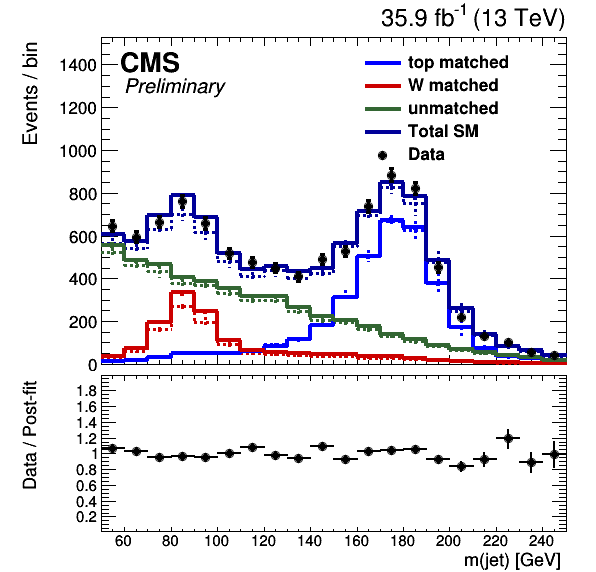 35.9 fb⁻¹ (13 TeV)
CMS
Preliminary
top matched
W matched
unmatched
Total SM
Data
Events / bin
1400
1200
1000
800
600
400
200
0
Data / Post-fit
1.8
1.6
1.4
1.2
1
0.8
0.6
0.4
0.2
60 80 100 120 140 160 180 200 220 240
m(jet) [GeV]